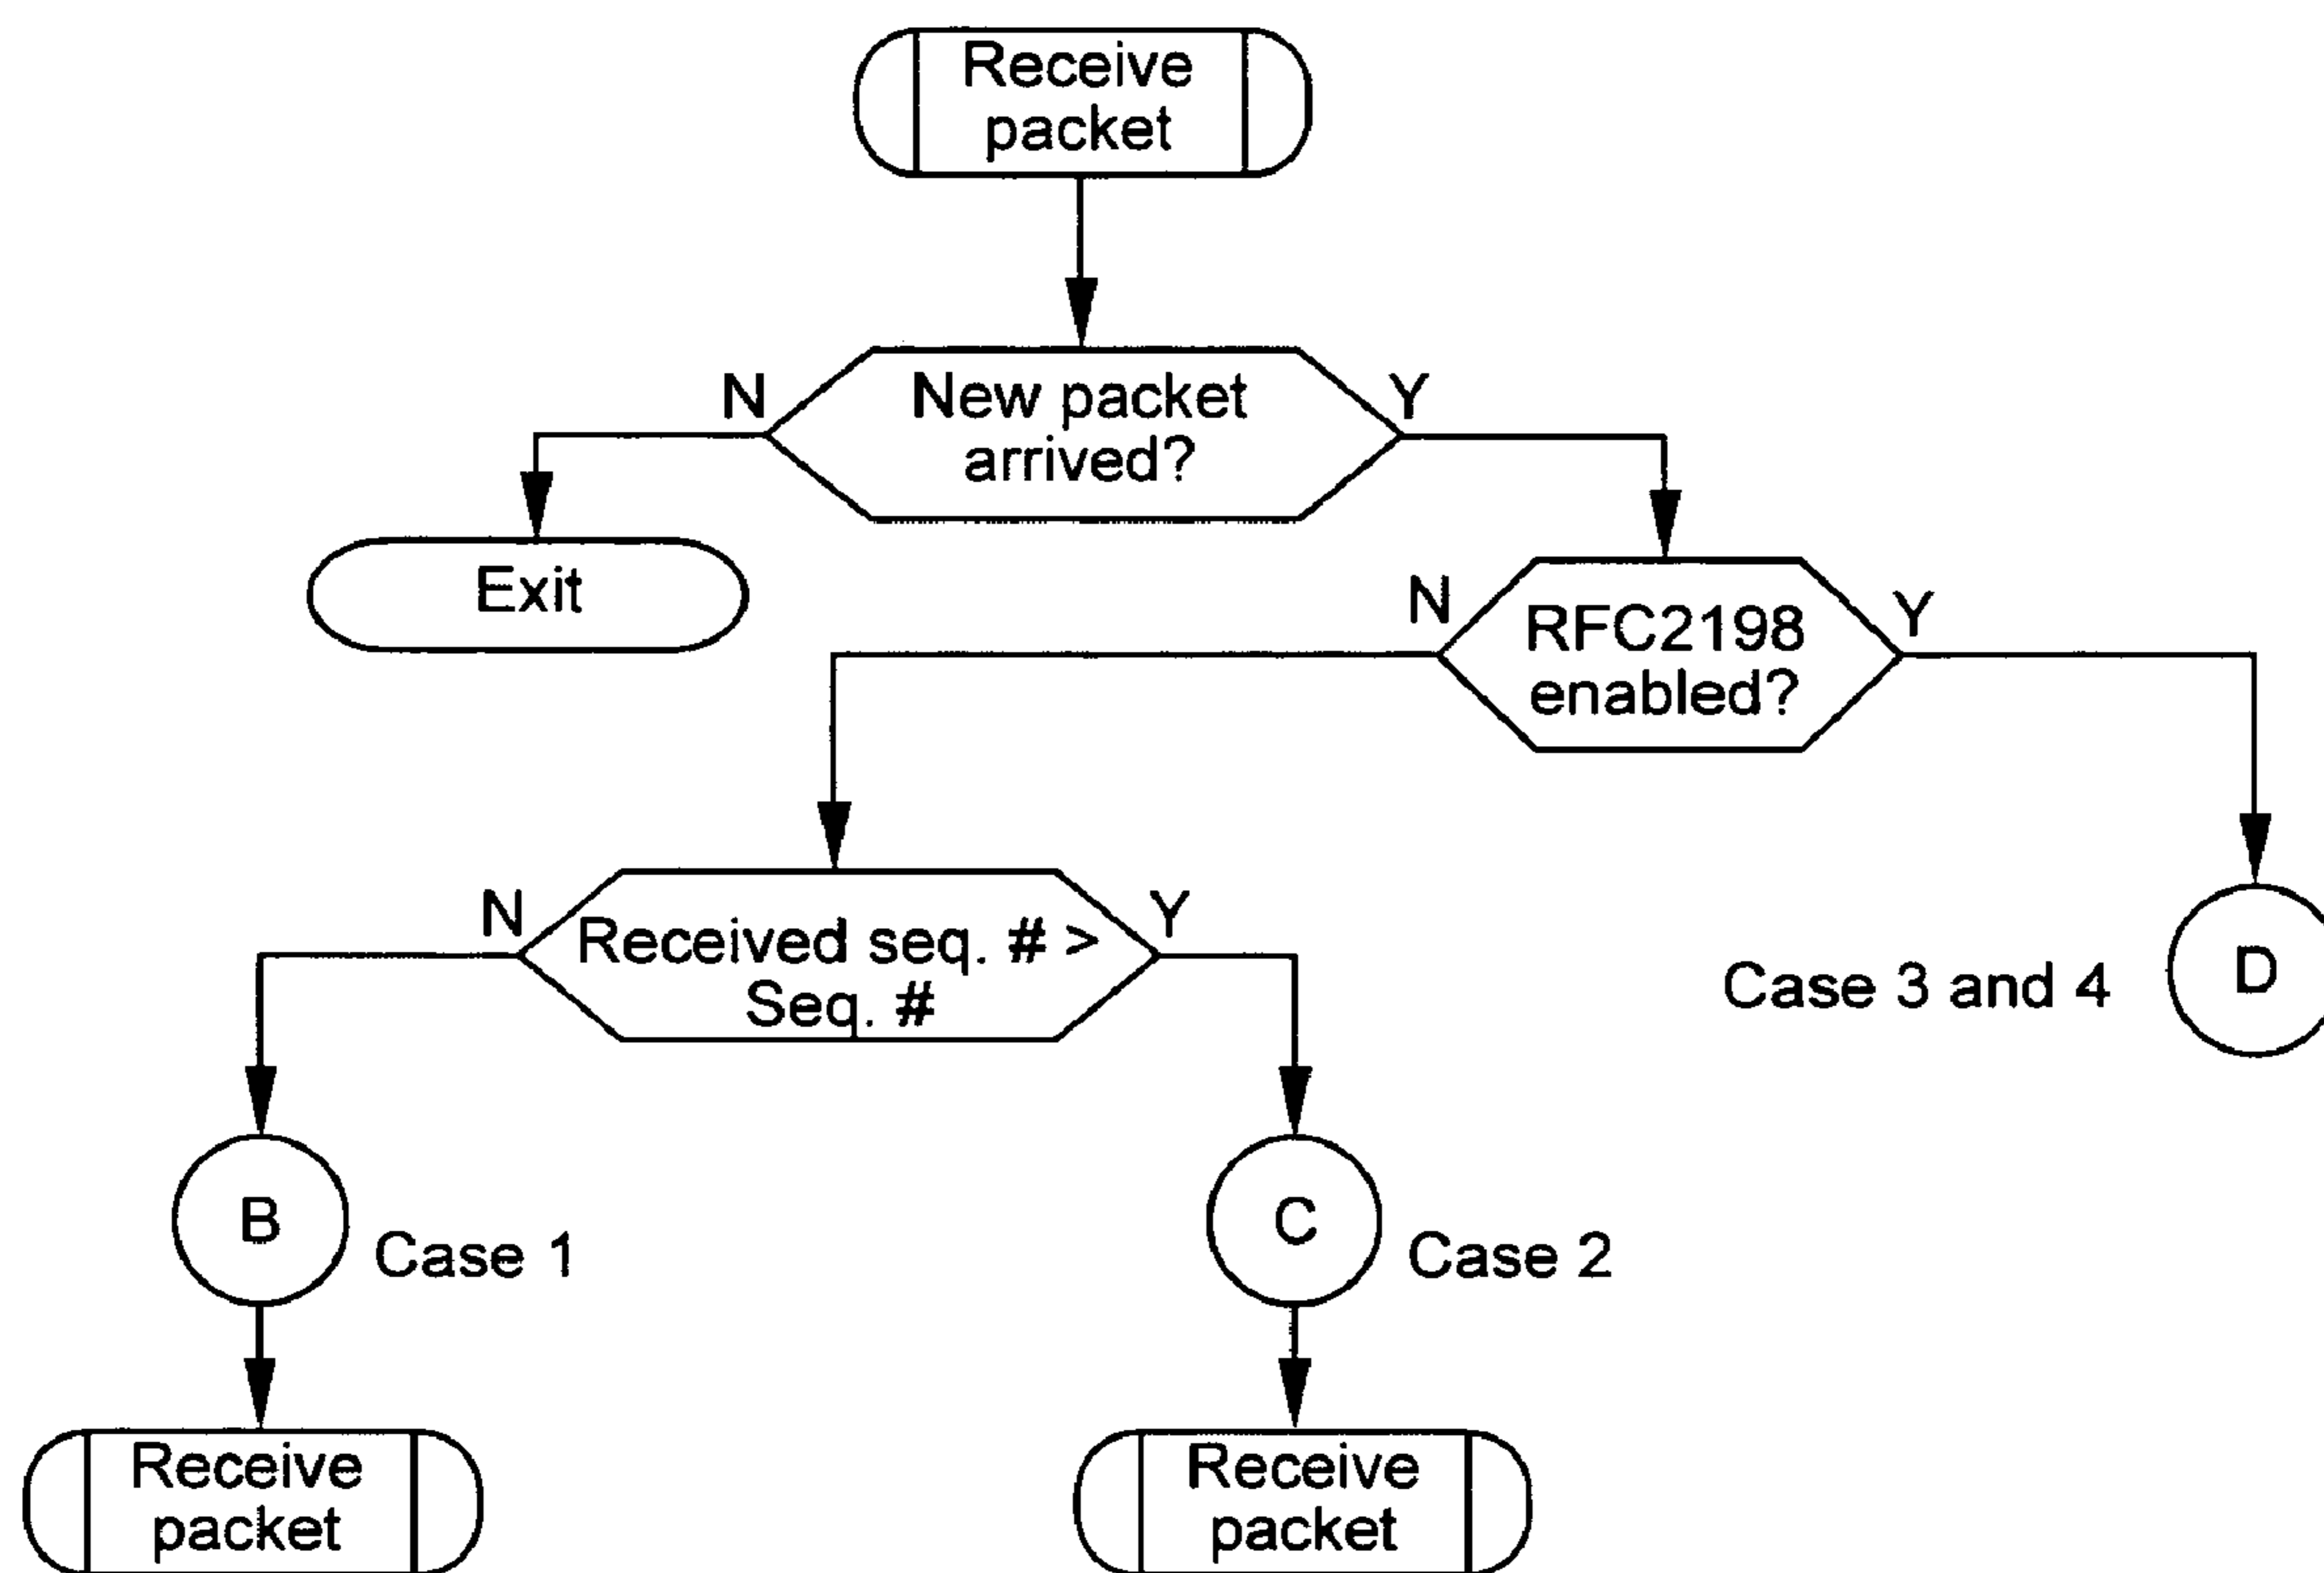 Receive
packet
N
New packet
arrived?
Y
Exit
N
RFC2198
enabled?
Y
N
Received seq. # >
Seq. #
Y
Case 3 and 4
D
B
Case 1
C
Case 2
Receive
packet
Receive
packet